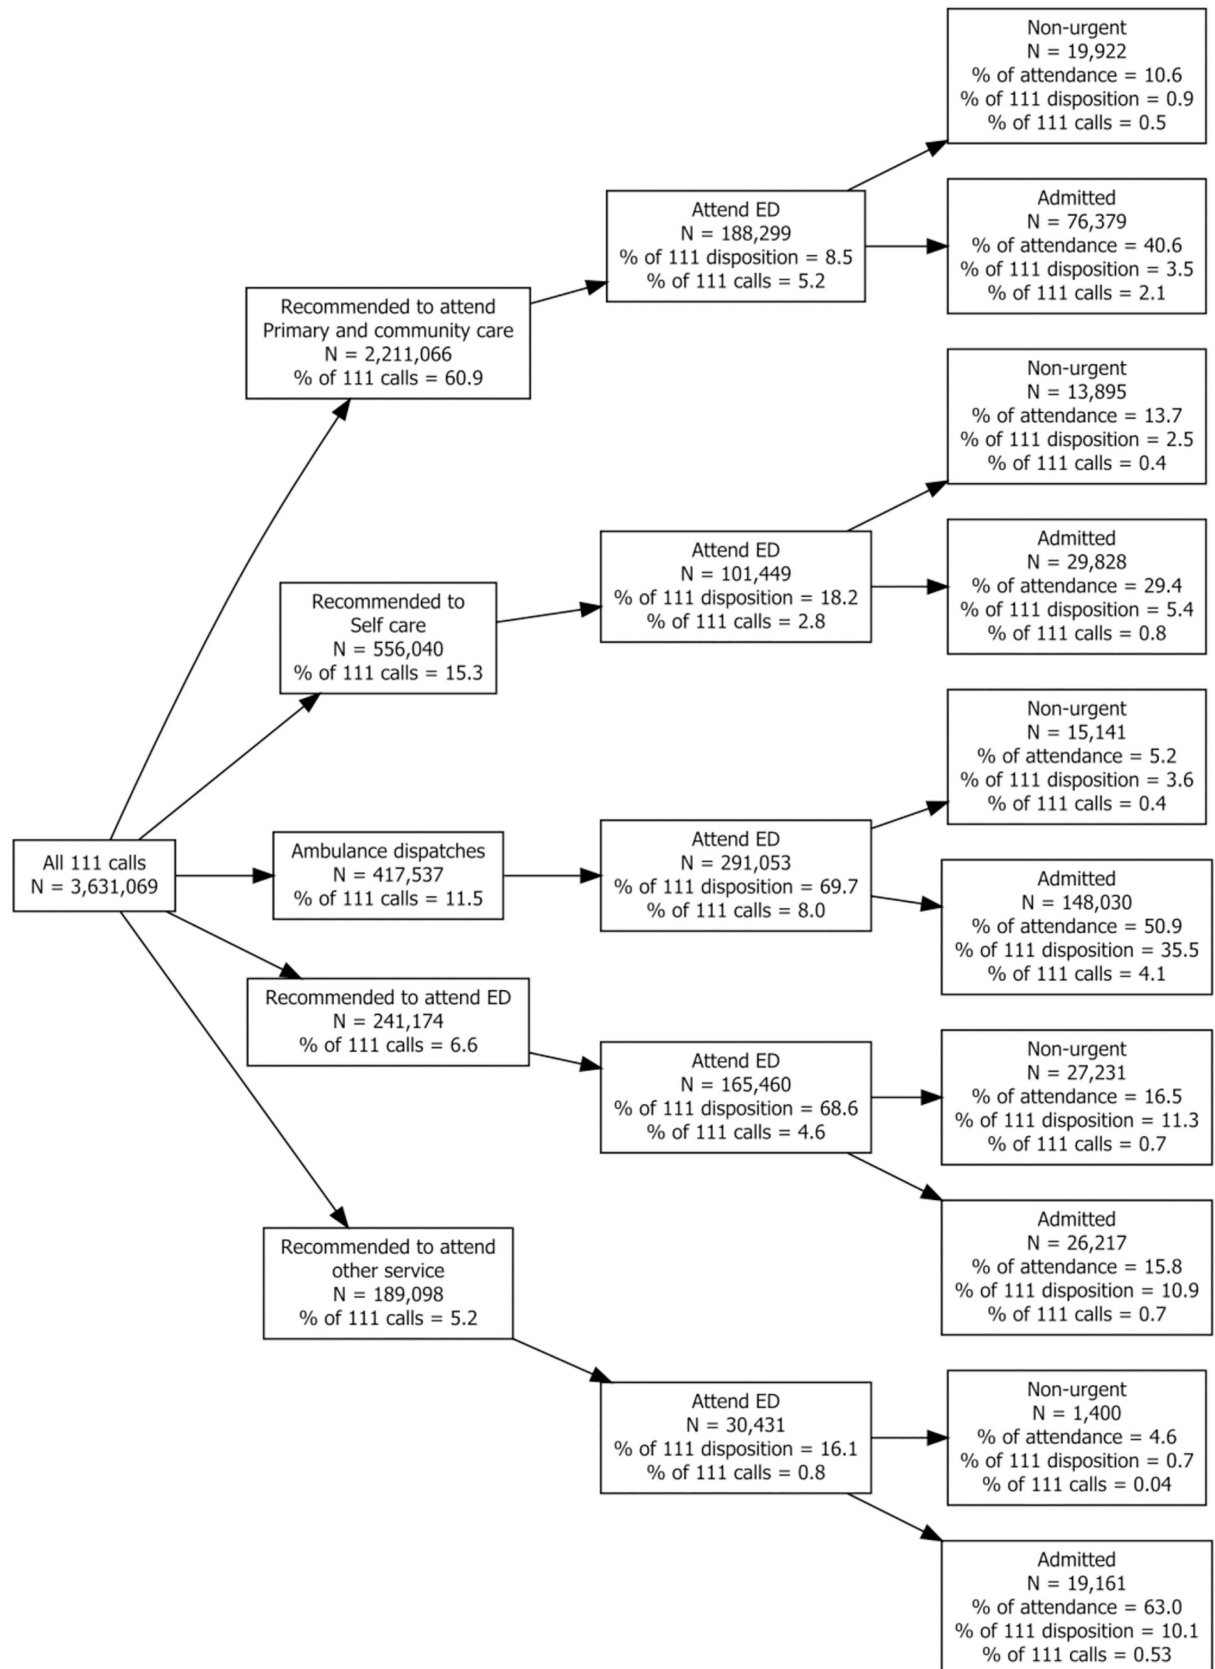 All 111 calls
N = 3,631,069
Recommended to attend
Primary and community care
N = 2,211,066
% of 111 calls = 60.9
Attend ED
N = 188,299
% of 111 disposition = 8.5
% of 111 calls = 5.2
Non-urgent
N = 19,922
% of attendance = 10.6
% of 111 disposition = 0.9
% of 111 calls = 0.5
Admitted
N = 76,379
% of attendance = 40.6
% of 111 disposition = 3.5
% of 111 calls = 2.1
Recommended to
Self care
N = 556,040
% of 111 calls = 15.3
Attend ED
N = 101,449
% of 111 disposition = 18.2
% of 111 calls = 2.8
Non-urgent
N = 13,895
% of attendance = 13.7
% of 111 disposition = 2.5
% of 111 calls = 0.4
Admitted
N = 29,828
% of attendance = 29.4
% of 111 disposition = 5.4
% of 111 calls = 0.8
Ambulance dispatches
N = 417,537
% of 111 calls = 11.5
Attend ED
N = 291,053
% of 111 disposition = 69.7
% of 111 calls = 8.0
Non-urgent
N = 15,141
% of attendance = 5.2
% of 111 disposition = 3.6
% of 111 calls = 0.4
Admitted
N = 148,030
% of attendance = 50.9
% of 111 disposition = 35.5
% of 111 calls = 4.1
Recommended to attend ED
N = 241,174
% of 111 calls = 6.6
Attend ED
N = 165,460
% of 111 disposition = 68.6
% of 111 calls = 4.6
Non-urgent
N = 27,231
% of attendance = 16.5
% of 111 disposition = 11.3
% of 111 calls = 0.7
Admitted
N = 26,217
% of attendance = 15.8
% of 111 disposition = 10.9
% of 111 calls = 0.7
Recommended to attend
other service
N = 189,098
% of 111 calls = 5.2
Attend ED
N = 30,431
% of 111 disposition = 16.1
% of 111 calls = 0.8
Non-urgent
N = 1,400
% of attendance = 4.6
% of 111 disposition = 0.7
% of 111 calls = 0.04
Admitted
N = 19,161
% of attendance = 63.0
% of 111 disposition = 10.1
% of 111 calls = 0.53